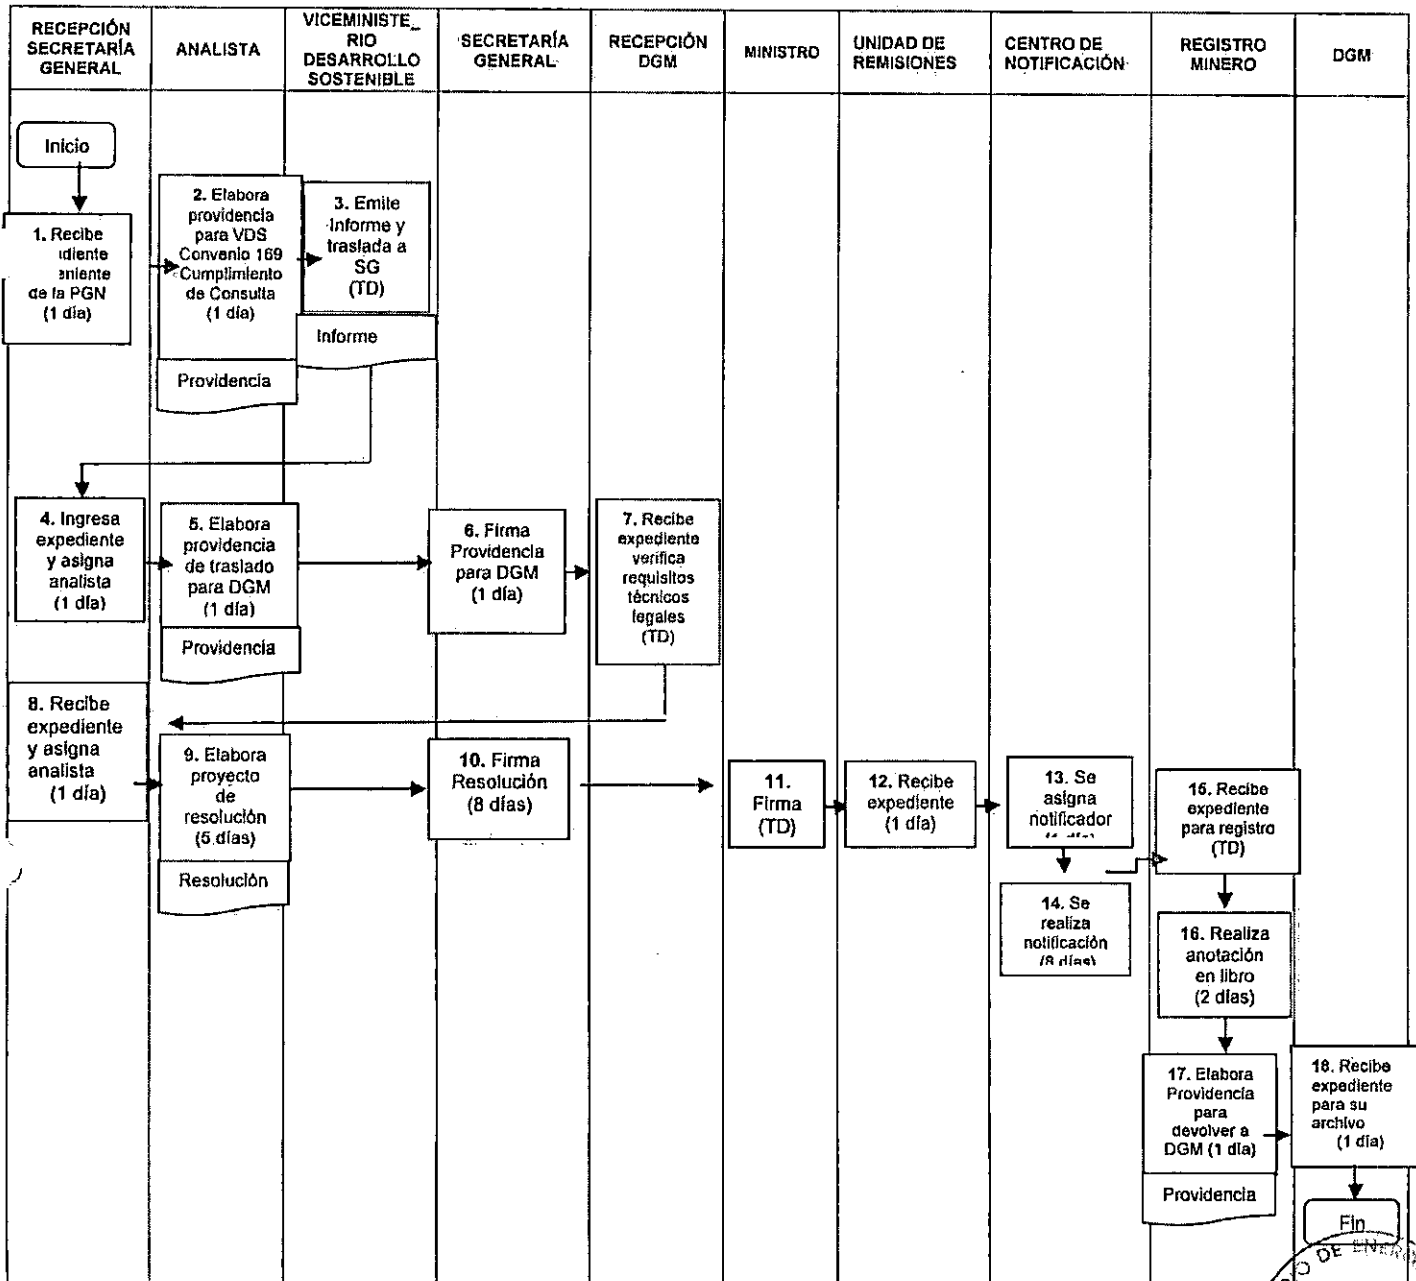 RECEPCIÓN
SECRETARÍA
GENERAL
ANALISTA
VICEMINISTE_
RIO
DESARROLLO
SOSTENIBLE
SECRETARÍA
GENERAL
RECEPCIÓN
DGM
MINISTRO
UNIDAD DE
REMISIONES
CENTRO DE
NOTIFICACIÓN
REGISTRO
MINERO
DGM
Inicio
1. Recibe
de la PGN
(1 día)
2. Elabora
providencia
para VDS
Convenio 169
Cumplimiento
de Consulta
(1 día)
Providencia
3. Emite
Informe y
traslada a
SG
(TD)
Informe
4. Ingresa
expediente
y asigna
analista
(1 día)
5. Elabora
providencia
de traslado
para DGM
(1 día)
Providencia
6. Firma
Providencia
para DGM
(1 día)
7. Recibe
expediente
verifica
requisitos
técnicos
legales
(TD)
8. Recibe
expediente
y asigna
analista
(1 día)
9. Elabora
proyecto
de
resolución
(5 días)
Resolución
10. Firma
Resolución
(8 días)
11.
Firma
(TD)
12. Recibe
expediente
(1 día)
13. Se
asigna
notificador
14. Se
realiza
notificación
(8 días)
15. Recibe
expediente
para registro
(TD)
16. Realiza
anotación
en libro
(2 días)
17. Elabora
Providencia
para
devolver a
DGM (1 día)
Providencia
18. Recibe
expediente
para su
archivo
(1 día)
Fin
DE